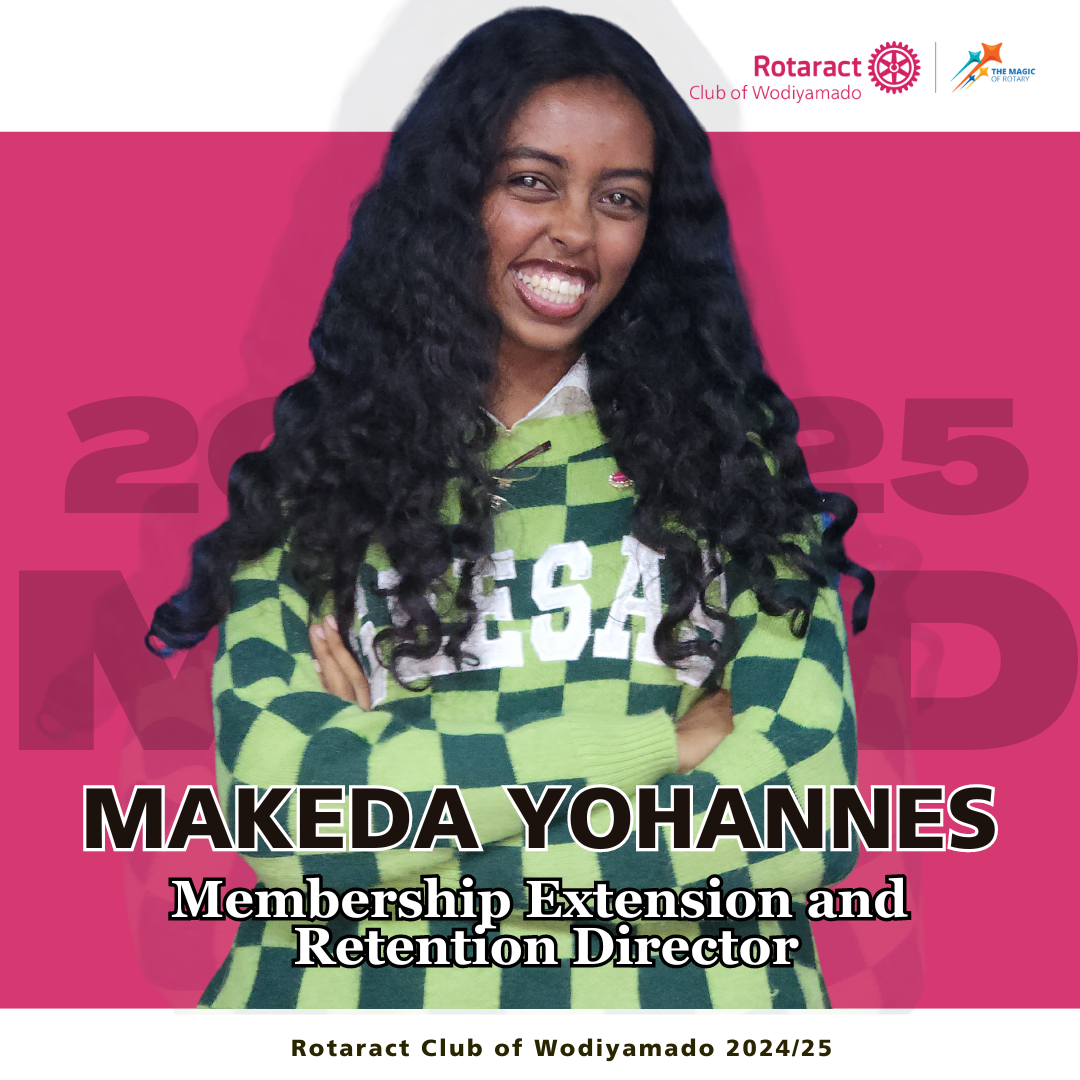 Rotaract
Club of Wodiyamado
THE MAGIC
OF ROTARY
MAKEDA YOHANNES
Membership Extension and
Retention Director
Rotaract Club of Wodiyamado 2024/25